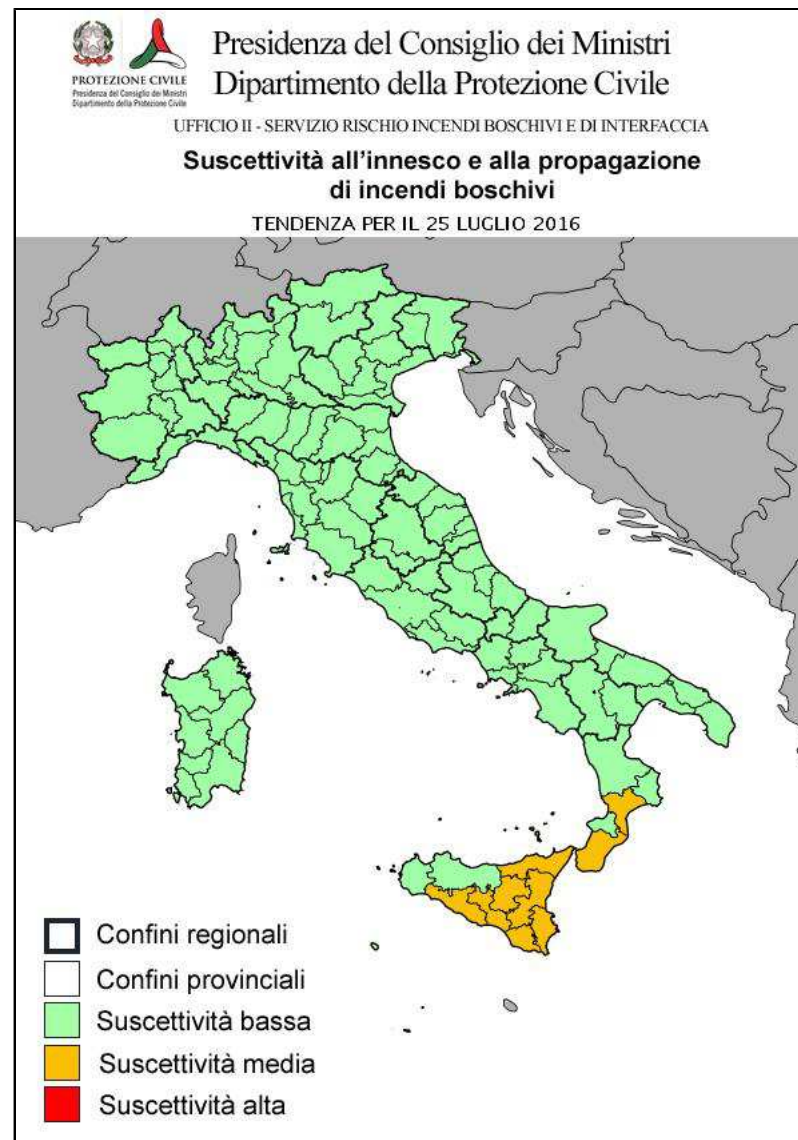 PROTEZIONE CIVILE
Presidenza del Consiglio dei Ministri
Dipartimento della Protezione Civile
Presidenza del Consiglio dei Ministri
Dipartimento della Protezione Civile
UFFICIO II - SERVIZIO RISCHIO INCENDI BOSCHIVI E DI INTERFACCIA
Suscettività all'innesco e alla propagazione
di incendi boschivi
TENDENZA PER IL 25 LUGLIO 2016
Confini regionali
Confini provinciali
Suscettività bassa
Suscettività media
Suscettività alta